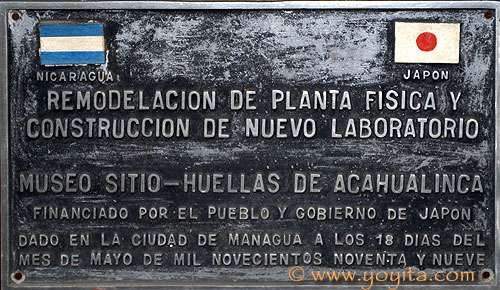 NICARAGUA
JAPON
REMODELACION DE PLANTA FISICA Y
CONSTRUCCION DE NUEVO LABORATORIO
MUSEO SITIO-HUELLAS DE ACAHUALINCA
FINANCIADO POR EL PUEBLO Y GOBIERNO DE JAPON
DADO EN LA CIUDAD DE MANAGUA A LOS 18 DIAS DEL
MES DE MAYO DE MIL NOVECIENTOS NOVENTA Y NUEVE
© www.yoyita.com